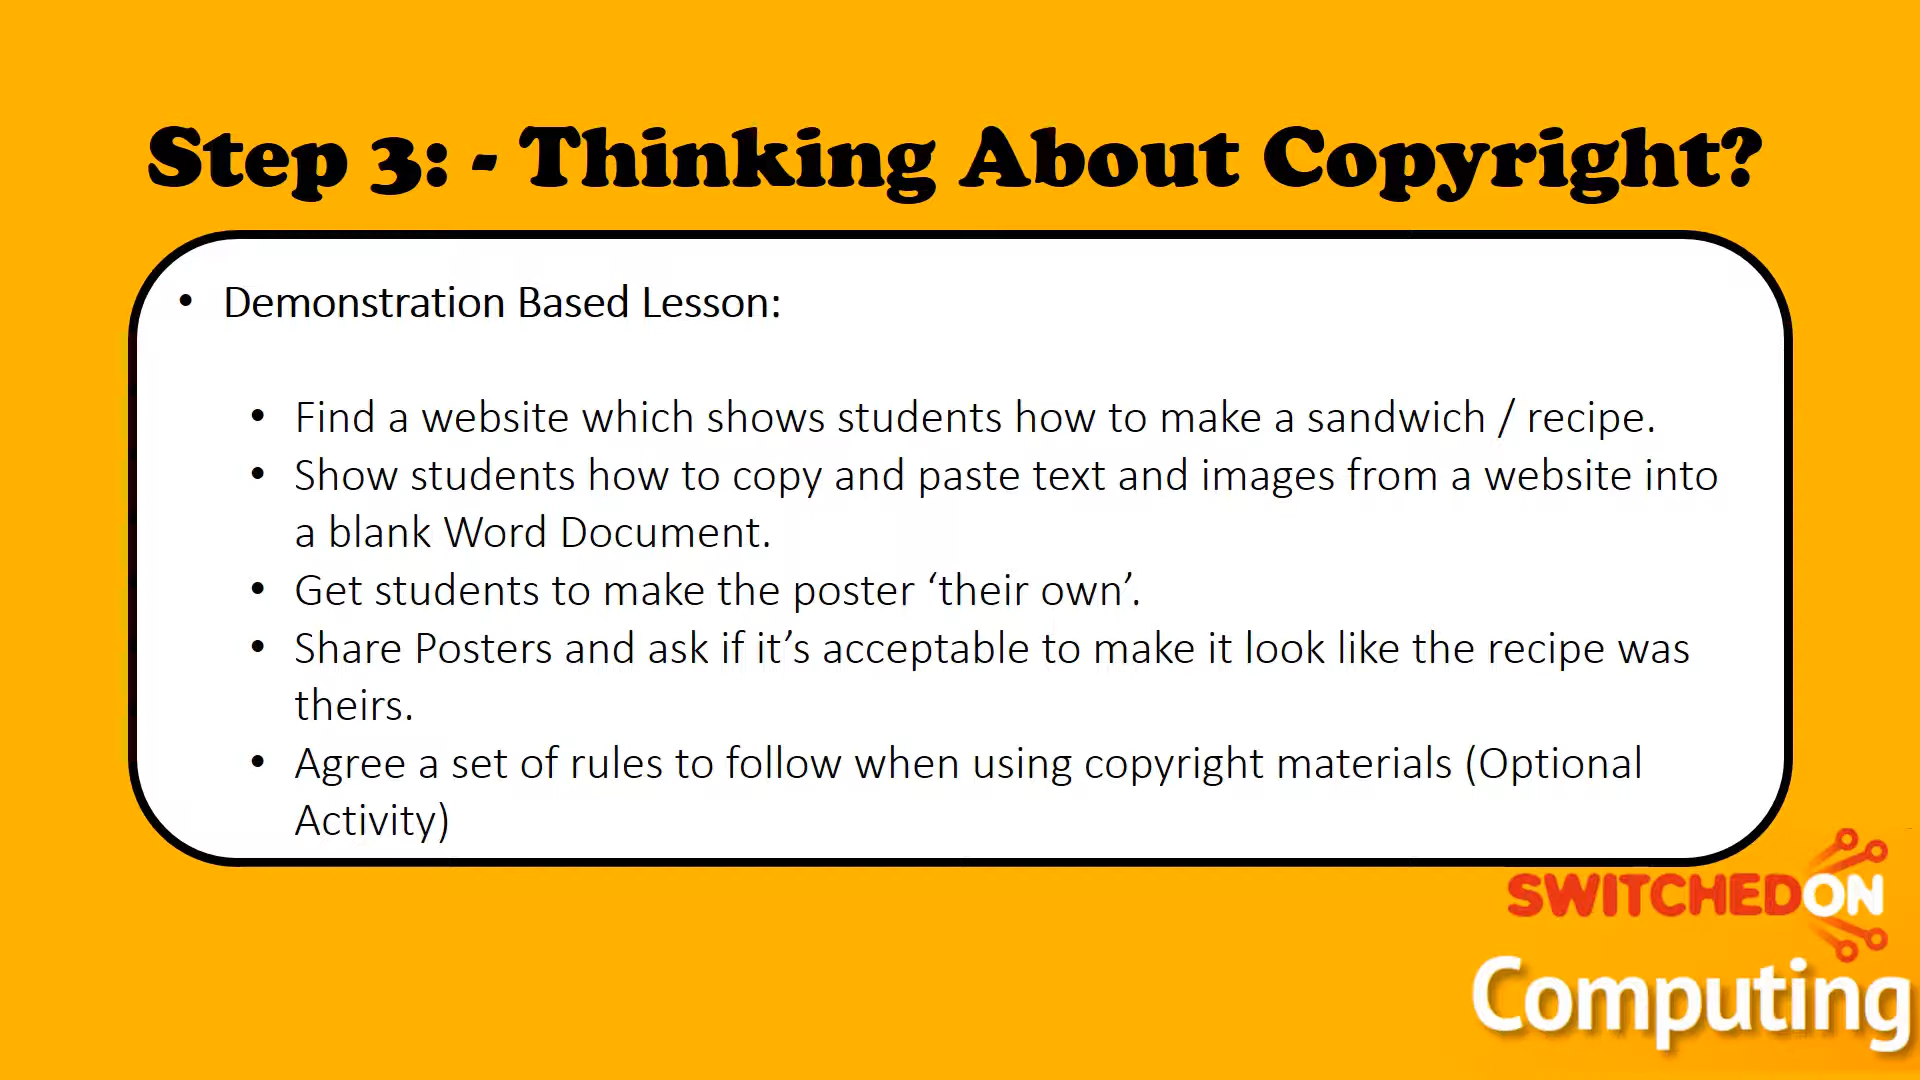 Step 3: - Thinking About Copyright?
• Demonstration Based Lesson:
• Find a website which shows students how to make a sandwich / recipe.
• Show students how to copy and paste text and images from a website into
a blank Word Document.
• Get students to make the poster ‘their own’.
• Share Posters and ask if it’s acceptable to make it look like the recipe was
theirs.
• Agree a set of rules to follow when using copyright materials (Optional
Activity)
SWITCHEDON
Computing